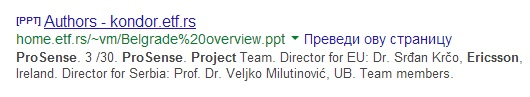 [PPT] Authors - kondor.etf.rs
home.etf.rs/~vm/Belgrade%20overview.ppt ▼ Преведи ову страницу
ProSense. 3 /30. ProSense. Project Team. Director for EU: Dr. Srđan Krčo, Ericsson,
Ireland. Director for Serbia: Prof. Dr. Veljko Milutinović, UB. Team members.